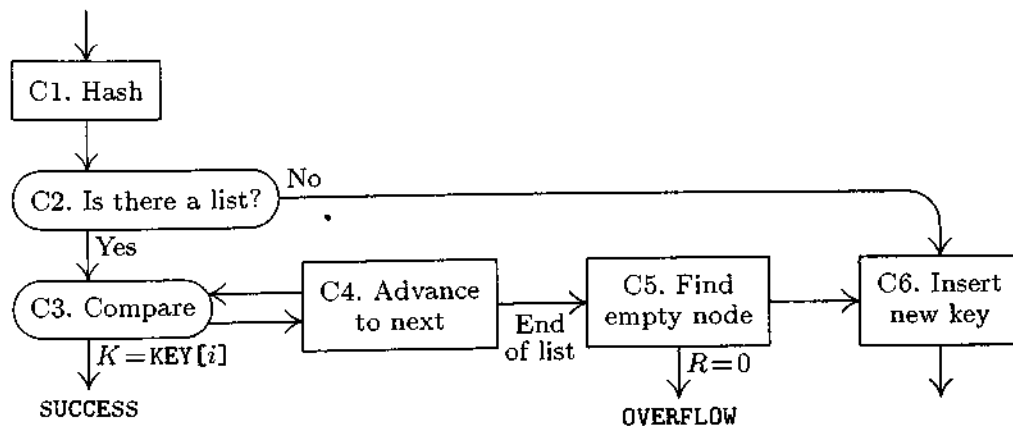 C1. Hash
No
C2. Is there a list?
Yes
C3. Compare
C4. Advance
to next
End
of list
C5. Find
empty node
C6. Insert
new key
K=KEY[i]
R=0
SUCCESS
OVERFLOW